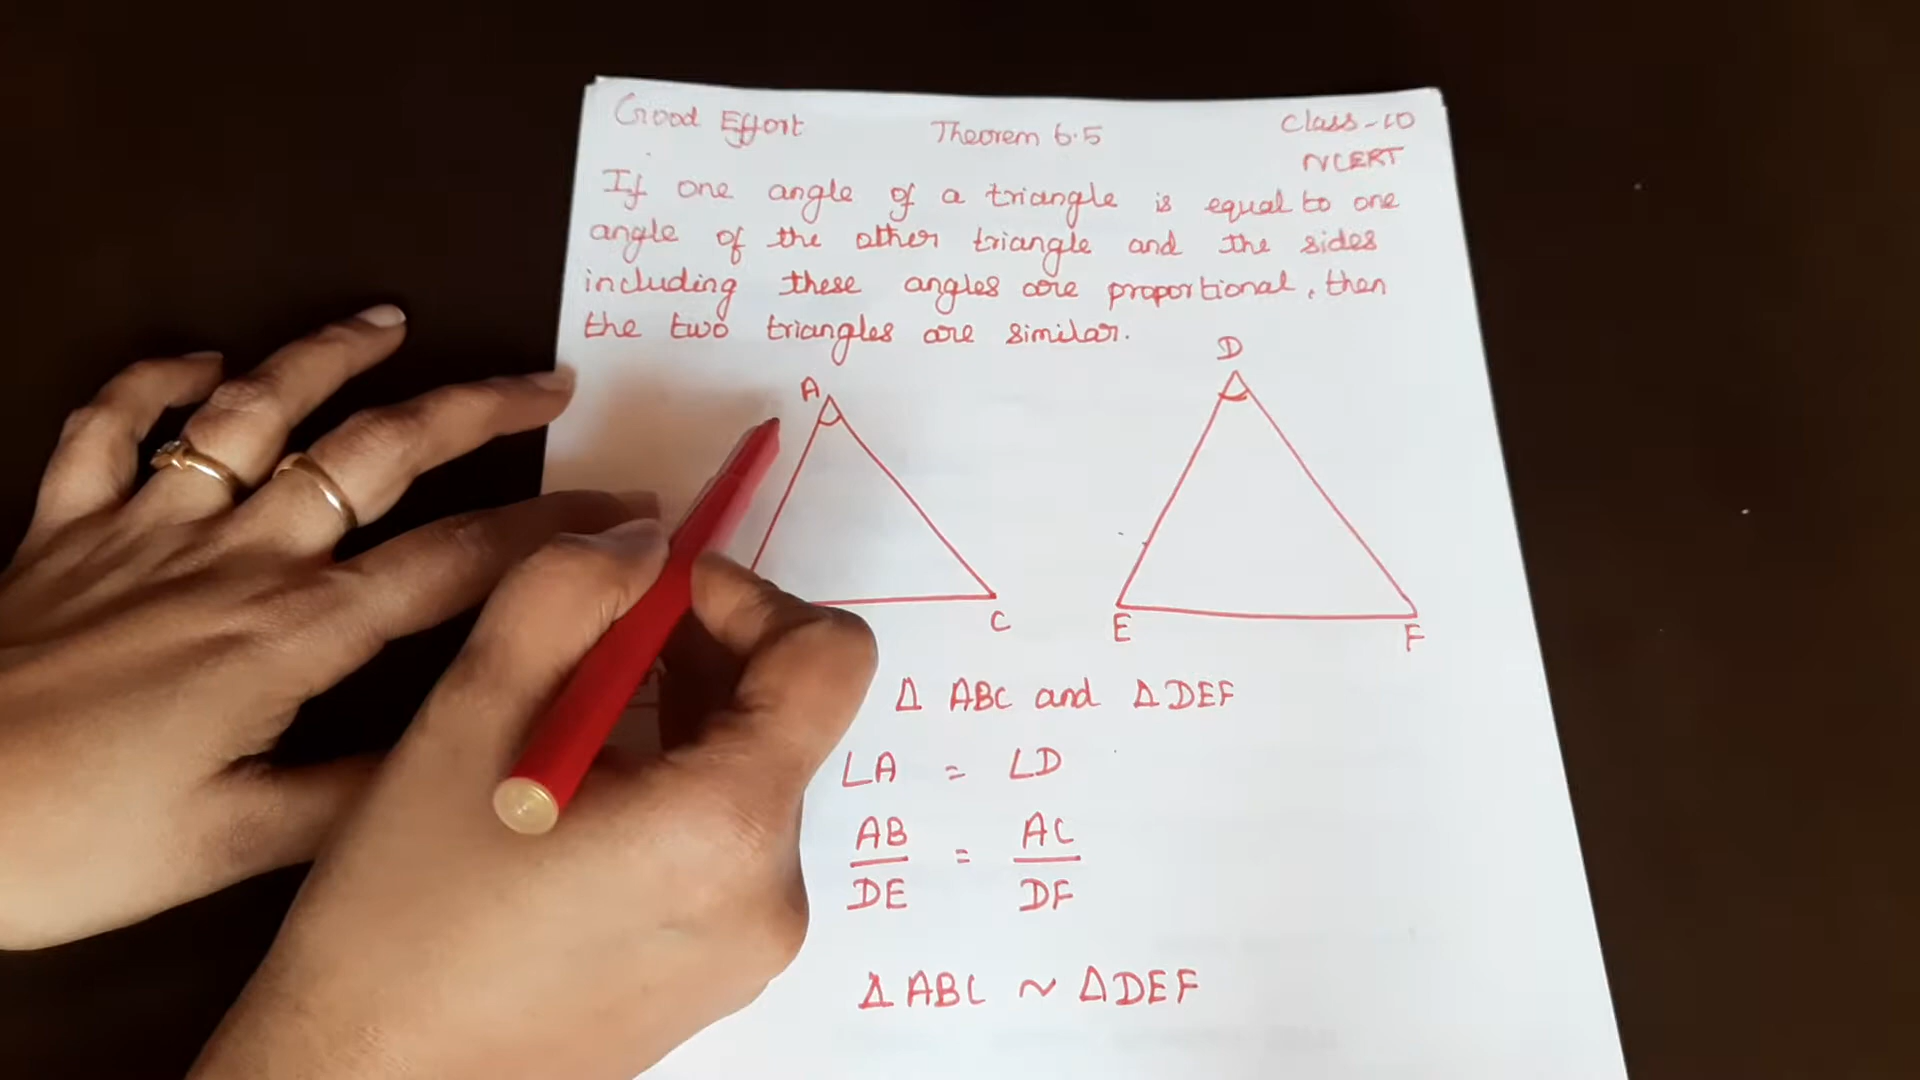 Good Effort Theorem 6.5 Class-10
NCERT
If one angle of a triangle is equal to one
angle of the other triangle and the sides
including these angles are proportional, then
the two triangles are similar.
D
A
C
E
F
Δ ABC and ΔDEF
∠A = ∠D
AB/DE = AC/DF
Δ ABC ~ ΔDEF